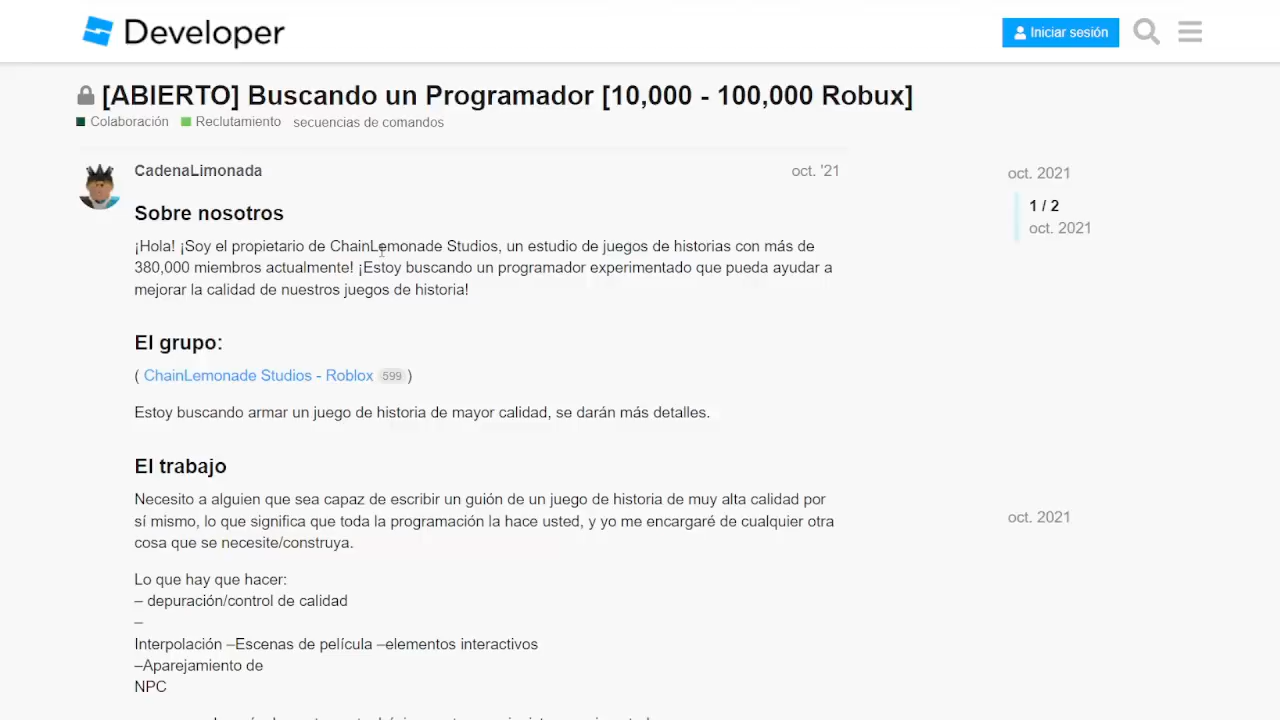 Developer
Iniciar sesión
[ABIERTO] Buscando un Programador [10,000 - 100,000 Robux]
Colaboración Reclutamiento secuencias de comandos
CadenaLimonada oct. '21
oct. 2021
1 / 2
oct. 2021
Sobre nosotros
¡Hola! ¡Soy el propietario de ChainLemonade Studios, un estudio de juegos de historias con más de
380,000 miembros actualmente! ¡Estoy buscando un programador experimentado que pueda ayudar a
mejorar la calidad de nuestros juegos de historia!
El grupo:
( ChainLemonade Studios - Roblox 599 )
Estoy buscando armar un juego de historia de mayor calidad, se darán más detalles.
El trabajo
Necesito a alguien que sea capaz de escribir un guión de un juego de historia de muy alta calidad por
sí mismo, lo que significa que toda la programación la hace usted, y yo me encargaré de cualquier otra
cosa que se necesite/construya.
oct. 2021
Lo que hay que hacer:
– depuración/control de calidad
–
Interpolación –Escenas de película –elementos interactivos
–Aparejamiento de
NPC